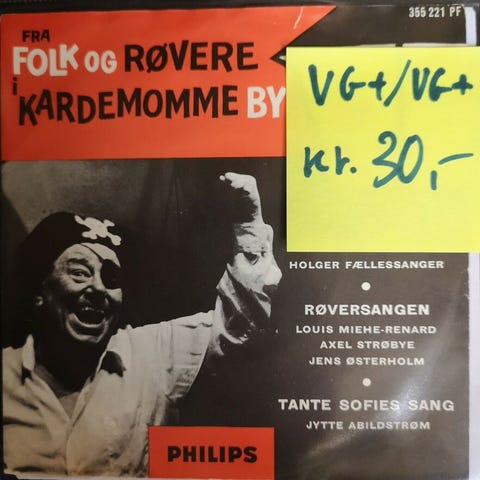 355 221 PF
FRA
FOLK OG RØVERE
i KARDEMOMME BY
VG+/VG+
kr. 30,-
HOLGER FÆLLESSANGER
RØVERSANGEN
LOUIS MIEHE-RENARD
AXEL STRØBYE
JENS ØSTERHOLM
TANTE SOFIES SANG
JYTTE ABILDSTRØM
PHILIPS